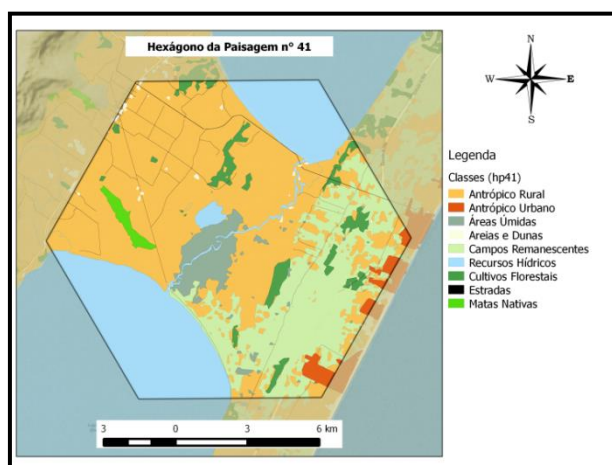 Hexágono da Paisagem n° 41
N
W E
S
Legenda
Classes (hp41)
Antrópico Rural
Antrópico Urbano
Áreas Úmidas
Areias e Dunas
Campos Remanescentes
Recursos Hídricos
Cultivos Florestais
Estradas
Matas Nativas
3 0 3 6 km